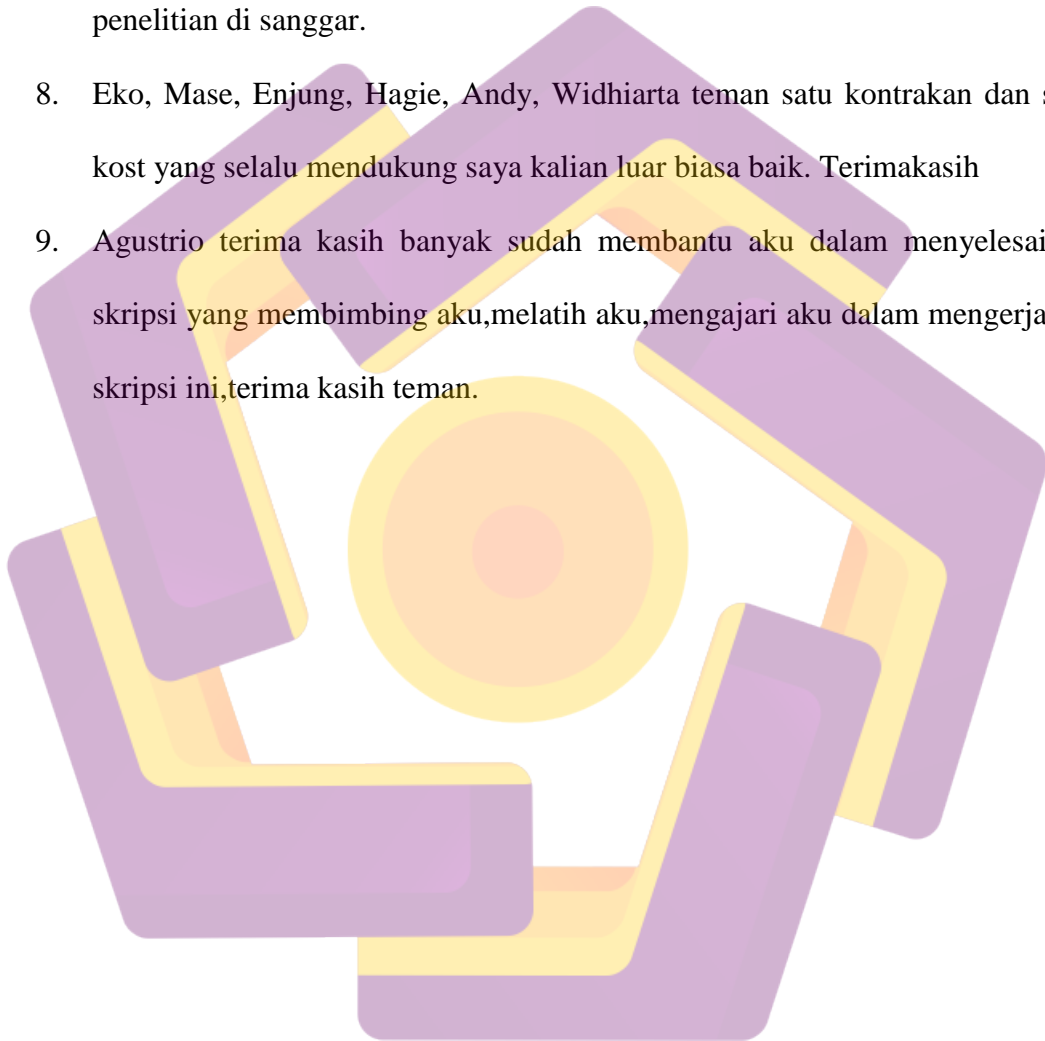 penelitian di sanggar.
8. Eko, Mase, Enjung, Hagie, Andy, Widhiarta teman satu kontrakan dan
kost yang selalu mendukung saya kalian luar biasa baik. Terimakasih
9. Agustrio terima kasih banyak sudah membantu aku dalam menyelesai
skripsi yang membimbing aku,melatih aku,mengajari aku dalam mengerja
skripsi ini,terima kasih teman.